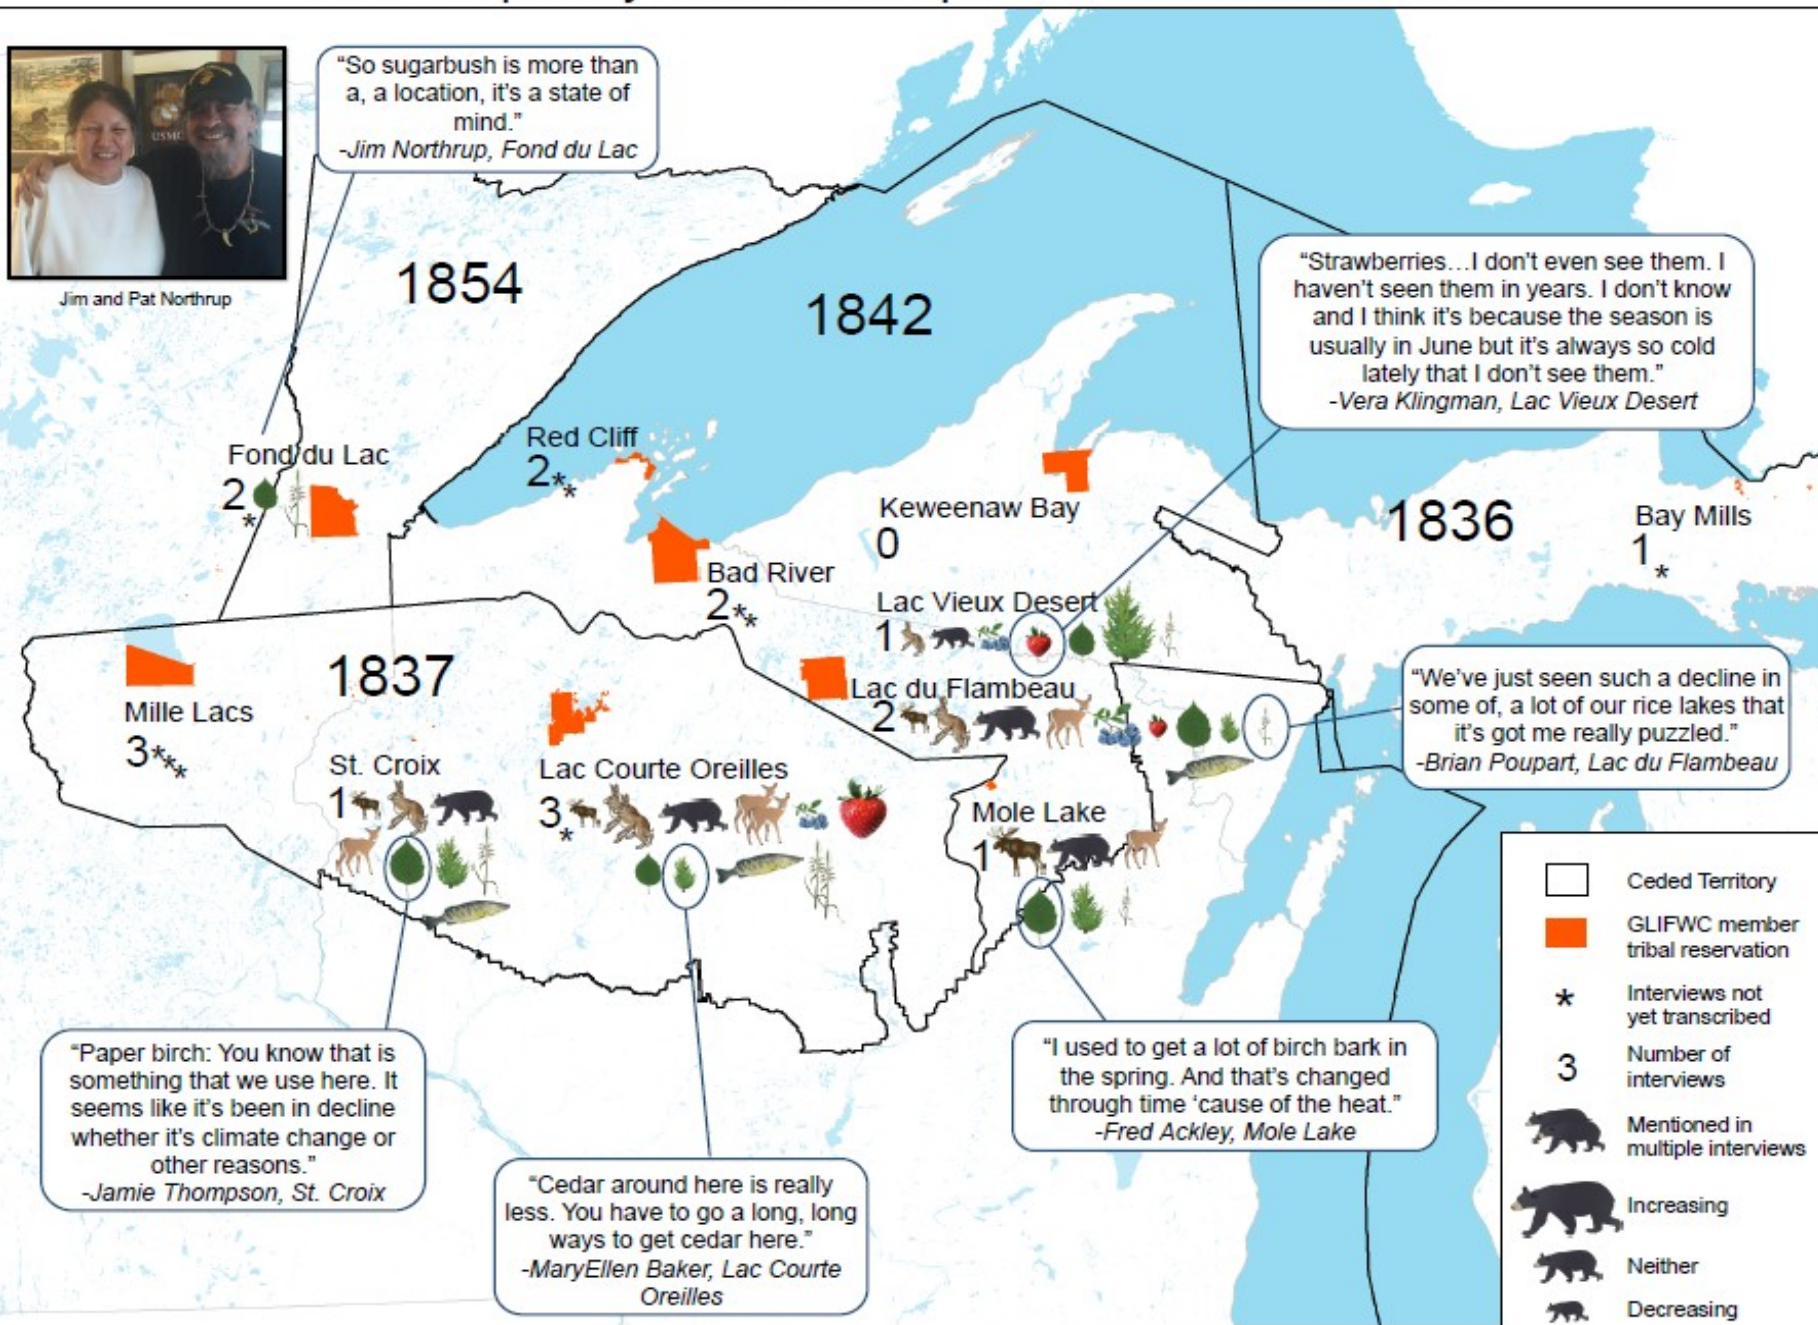 USMC
Jim and Pat Northrup
“So sugarbush is more than
a, a location, it’s a state of
mind.”
-Jim Northrup, Fond du Lac
1854
1842
“Strawberries…I don’t even see them. I
haven’t seen them in years. I don’t know
and I think it’s because the season is
usually in June but it’s always so cold
lately that I don’t see them.”
-Vera Klingman, Lac Vieux Desert
Fond du Lac
2*
Red Cliff
2**
Keweenaw Bay
0
1836
Bay Mills
1*
Bad River
2**
Lac Vieux Desert
1
1837
Mille Lacs
3***
Lac du Flambeau
2
“We’ve just seen such a decline in
some of, a lot of our rice lakes that
it’s got me really puzzled.”
-Brian Poupart, Lac du Flambeau
St. Croix
1
Lac Courte Oreilles
3*
Mole Lake
1
Ceded Territory
GLIFWC member
tribal reservation
* Interviews not
yet transcribed
3 Number of
interviews
Mentioned in
multiple interviews
Increasing
Neither
Decreasing
“Paper birch: You know that is
something that we use here. It
seems like it’s been in decline
whether it’s climate change or
other reasons.”
-Jamie Thompson, St. Croix
“Cedar around here is really
less. You have to go a long, long
ways to get cedar here.”
-MaryEllen Baker, Lac Courte
Oreilles
“I used to get a lot of birch bark in
the spring. And that’s changed
through time ‘cause of the heat.”
-Fred Ackley, Mole Lake